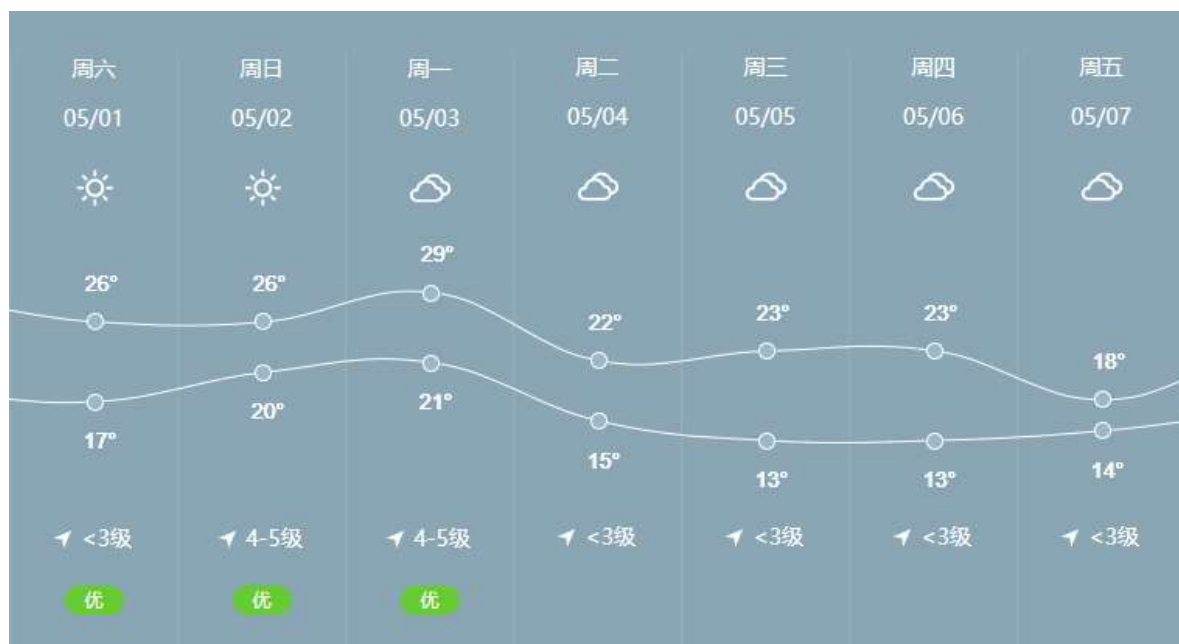 周六 周日 周一 周二 周三 周四 周五
05/01 05/02 05/03 05/04 05/05 05/06 05/07
29°
26° 26° 22° 23° 23° 18°
17° 20° 21° 15° 13° 13° 14°
<3级 4-5级 4-5级 <3级 <3级 <3级 <3级
优 优 优